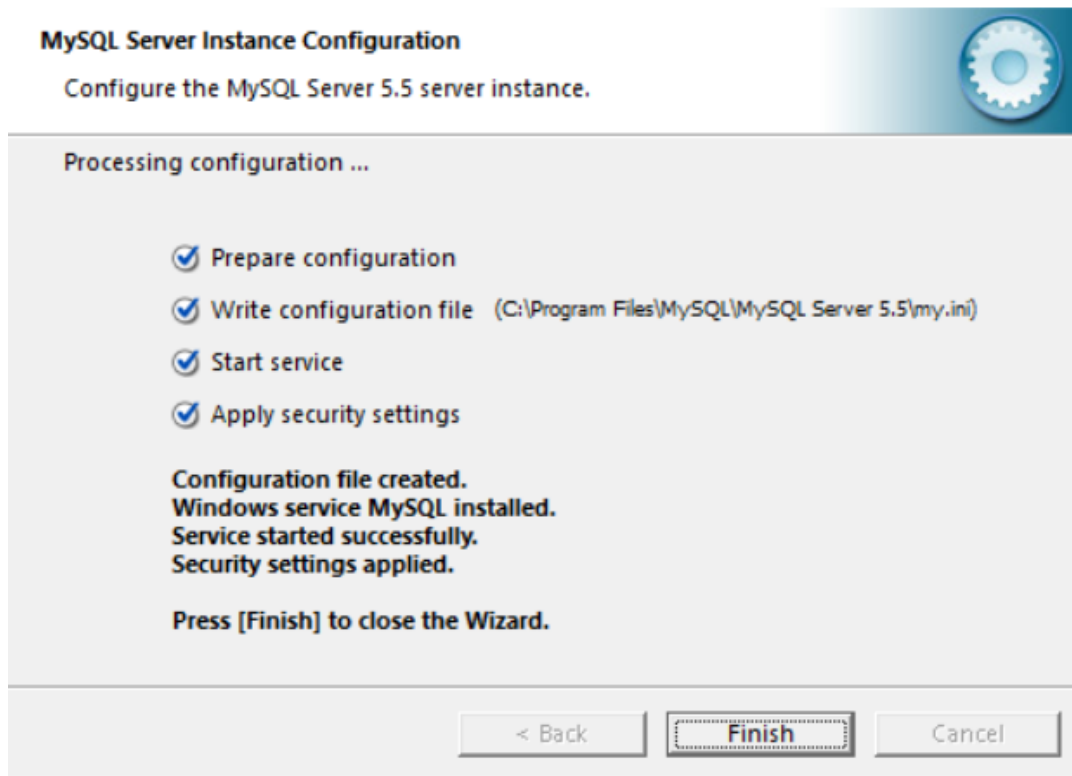 MySQL Server Instance Configuration
Configure the MySQL Server 5.5 server instance.
Processing configuration ...
Prepare configuration
Write configuration file (C:\Program Files\MySQL\MySQL Server 5.5\my.ini)
Start service
Apply security settings
Configuration file created.
Windows service MySQL installed.
Service started successfully.
Security settings applied.
Press [Finish] to close the Wizard.
< Back Finish Cancel